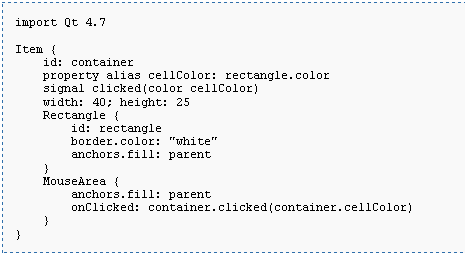 import Qt 4.7

Item {
    id: container
    property alias cellColor: rectangle.color
    signal clicked(color cellColor)
    width: 40; height: 25
    Rectangle {
        id: rectangle
        border.color: "white"
        anchors.fill: parent
    }
    MouseArea {
        anchors.fill: parent
        onClicked: container.clicked(container.cellColor)
    }
}